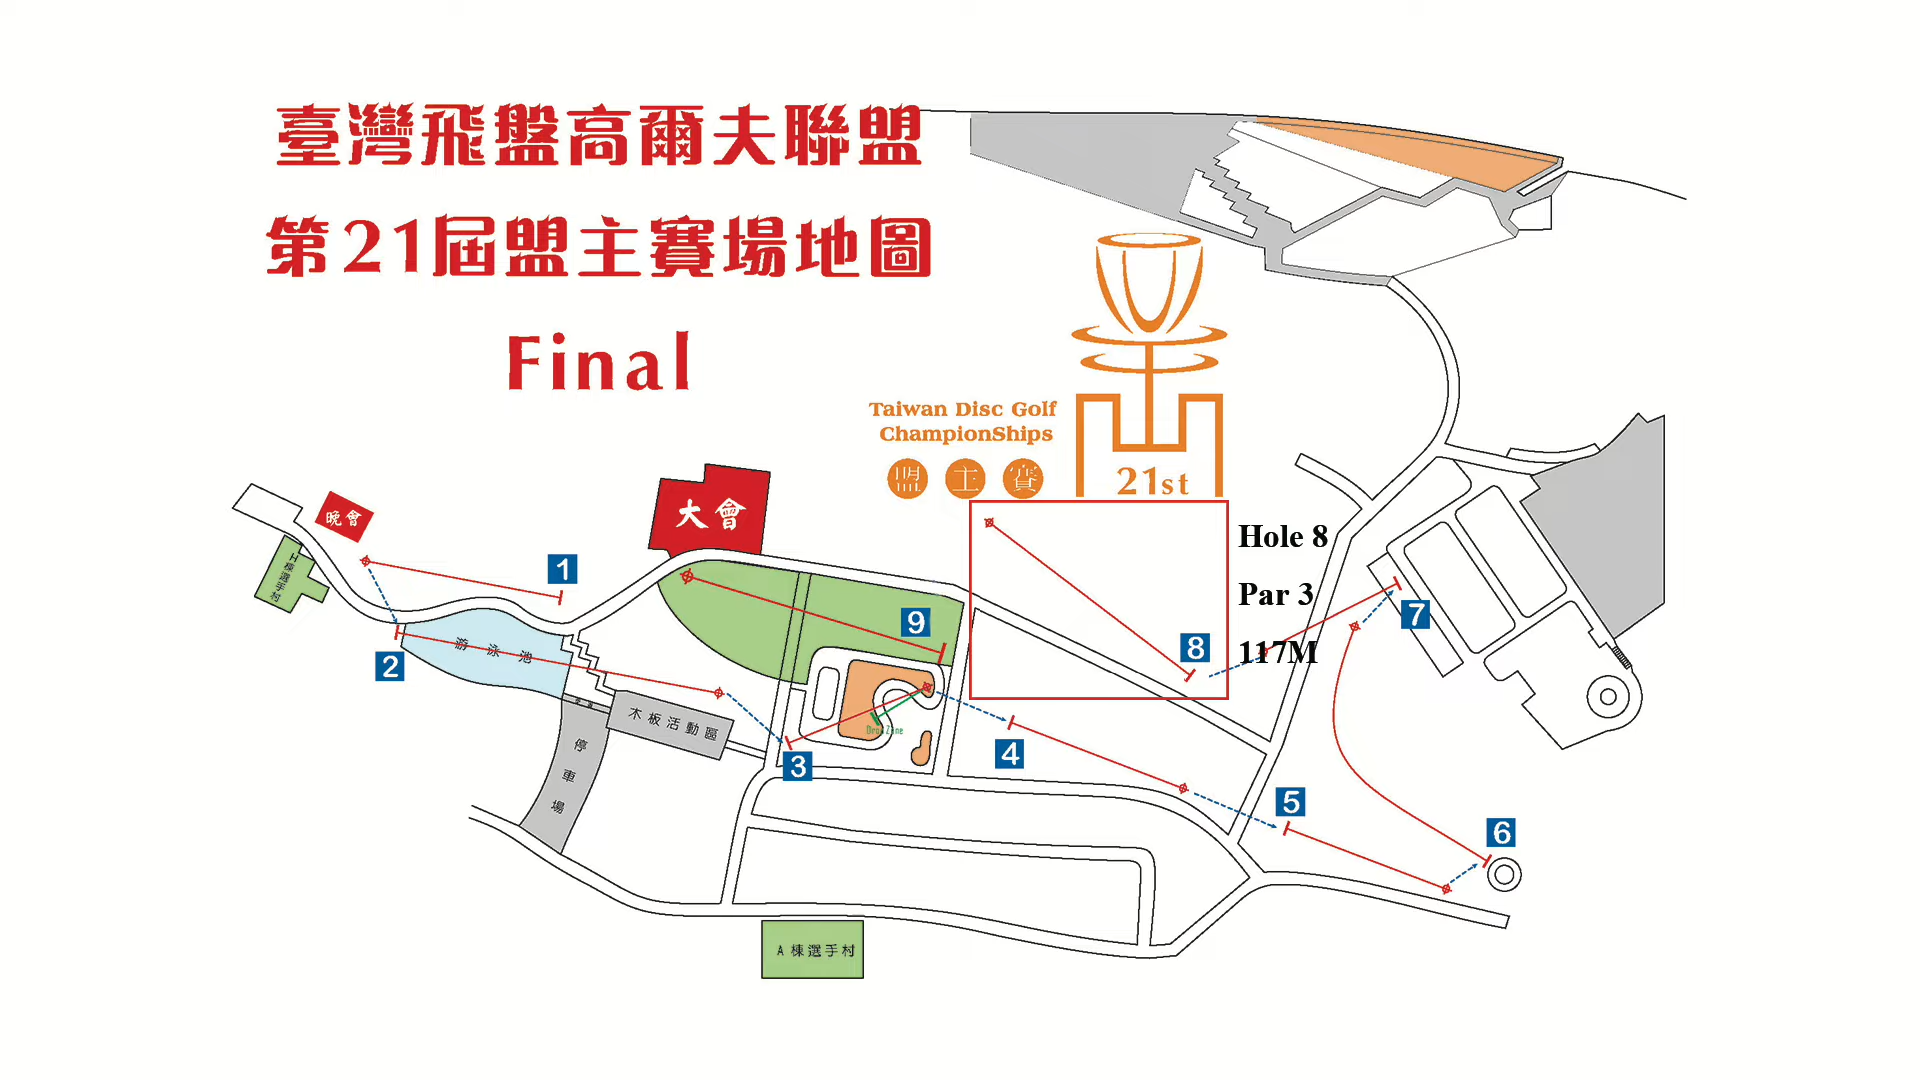 臺灣飛盤高爾夫聯盟
第21屆盟主賽場地圖
Final
Taiwan Disc Golf
ChampionShips
盟主賽
21st
晚會
大會
H棟選手村
1
2
游泳池
木板活動區
停車場
9
Drop Zone
3
4
8
Hole 8
Par 3
117M
7
5
6
A棟選手村